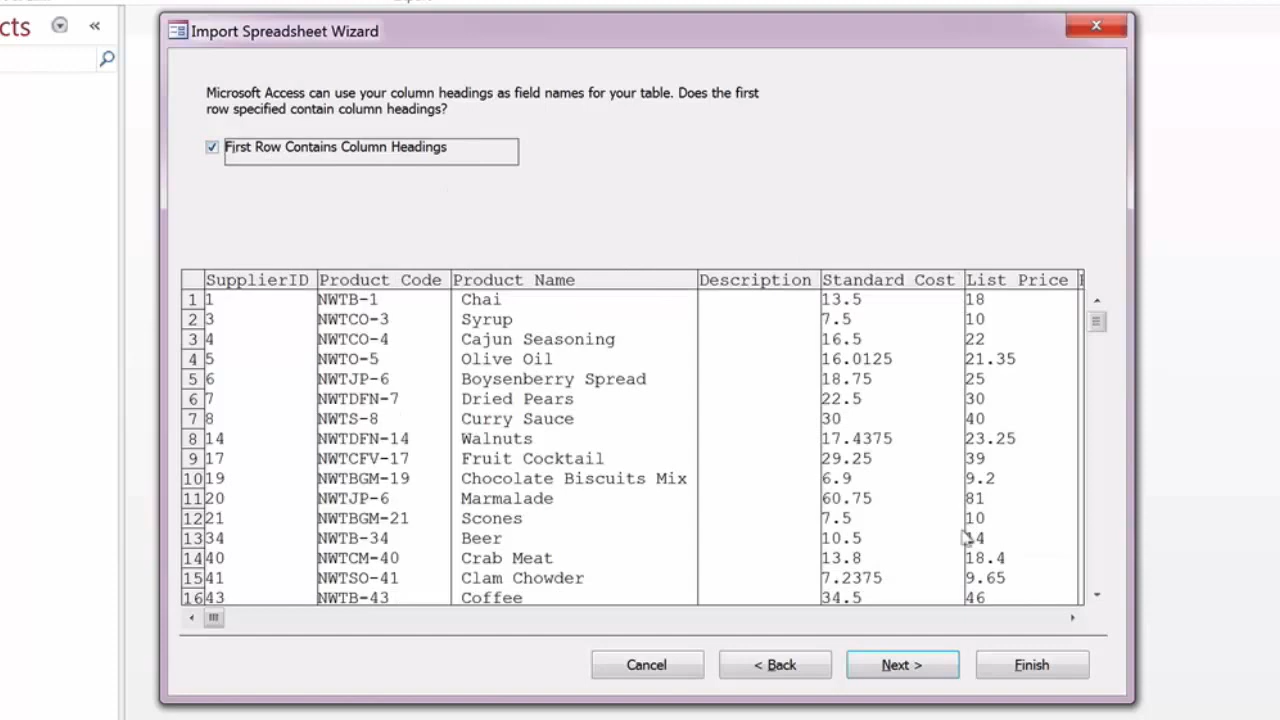 cts
Import Spreadsheet Wizard
Microsoft Access can use your column headings as field names for your table. Does the first
row specified contain column headings?
First Row Contains Column Headings
SupplierID Product Code Product Name Description Standard Cost List Price
1 1 NWTB-1 Chai 13.5 18
2 3 NWTCO-3 Syrup 7.5 10
3 4 NWTCO-4 Cajun Seasoning 16.5 22
4 5 NWTO-5 Olive Oil 16.0125 21.35
5 6 NWTJP-6 Boysenberry Spread 18.75 25
6 7 NWTDFN-7 Dried Pears 22.5 30
7 8 NWTS-8 Curry Sauce 30 40
8 14 NWTDFN-14 Walnuts 17.4375 23.25
9 17 NWTCFV-17 Fruit Cocktail 29.25 39
10 19 NWTBGM-19 Chocolate Biscuits Mix 6.9 9.2
11 20 NWTJP-6 Marmalade 60.75 81
12 21 NWTBGM-21 Scones 7.5 10
13 34 NWTB-34 Beer 10.5 14
14 40 NWTCM-40 Crab Meat 13.8 18.4
15 41 NWTSO-41 Clam Chowder 7.2375 9.65
16 43 NWTB-43 Coffee 34.5 46
Cancel < Back Next > Finish